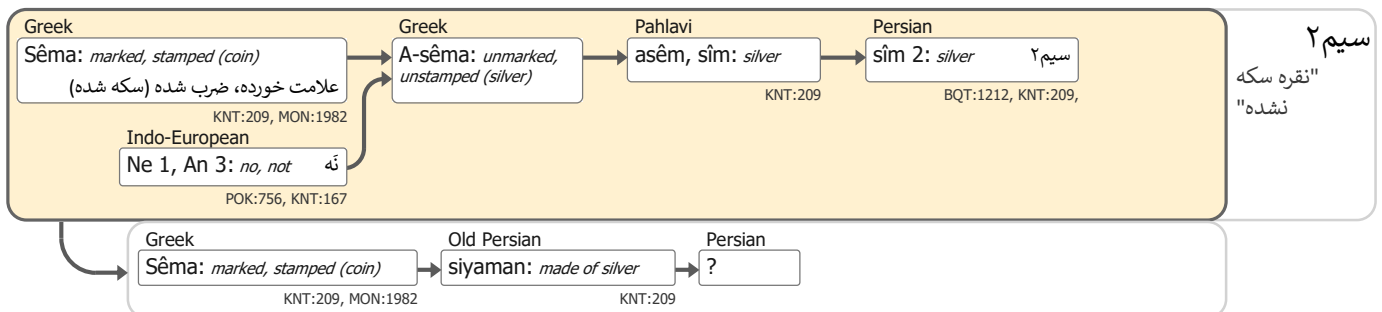 Greek
Sêma: marked, stamped (coin)
علامت خورده، ضرب شده (سکه شده)
KNT:209, MON:1982
Indo-European
Ne 1, An 3: no, not نَه
POK:756, KNT:167
Greek
A-sêma: unmarked,
unstamped (silver)
Pahlavi
asêm, sîm: silver
KNT:209
Persian
sîm 2: silver سیم۲
BQT:1212, KNT:209,
سیم۲
"نقره سکه
نشده"
Greek
Sêma: marked, stamped (coin)
KNT:209, MON:1982
Old Persian
siyaman: made of silver
KNT:209
Persian
?